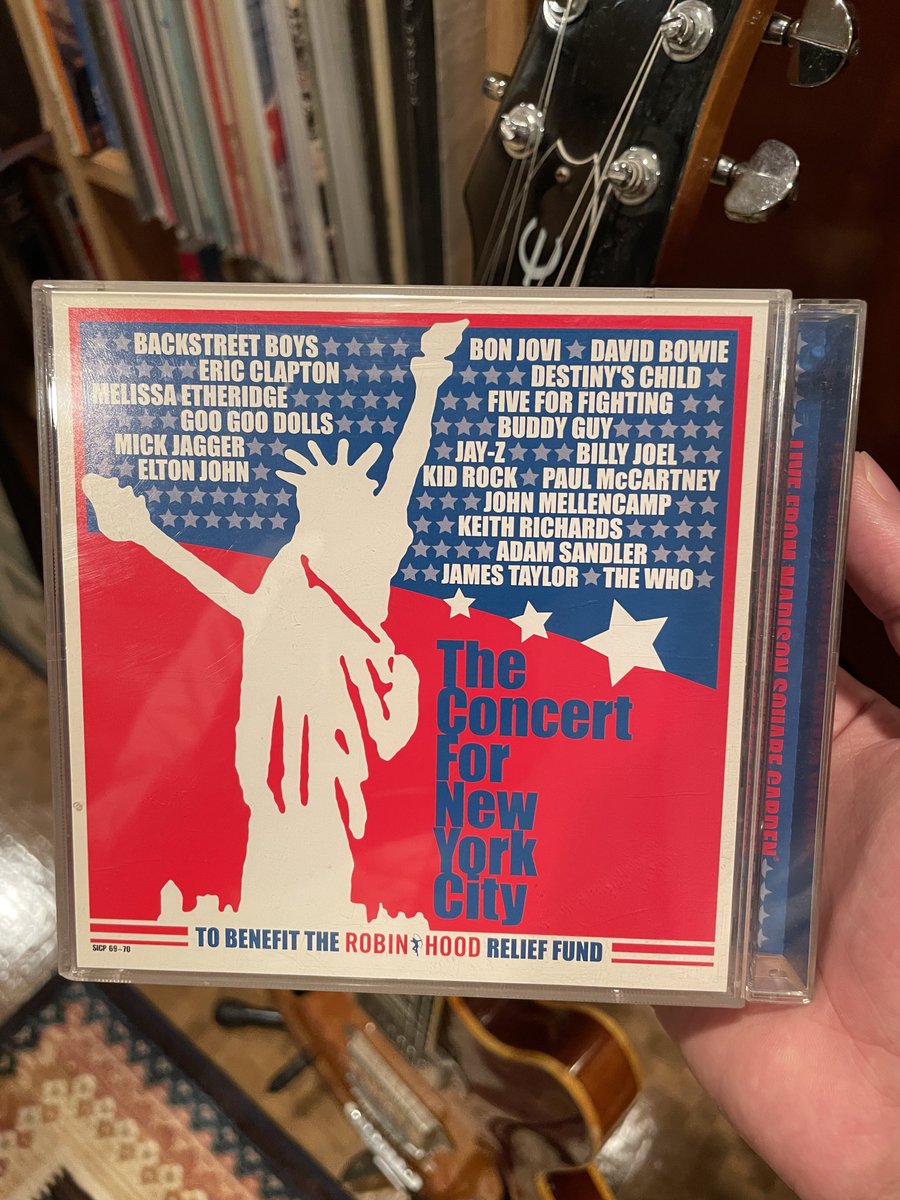 BACKSTREET BOYS
ERIC CLAPTON
MELISSA ETHERIDGE
GOO GOO DOLLS
MICK JAGGER
ELTON JOHN
BON JOVI ★ DAVID BOWIE
DESTINY'S CHILD
FIVE FOR FIGHTING
BUDDY GUY
JAY-Z ★ BILLY JOEL
KID ROCK ★ PAUL McCARTNEY
JOHN MELLENCAMP
KEITH RICHARDS
ADAM SANDLER
JAMES TAYLOR ★ THE WHO
The
Concert
For
New
York
City
TO BENEFIT THE ROBIN HOOD RELIEF FUND
SICP 69~70
LIVE FROM MADISON SQUARE GARDEN